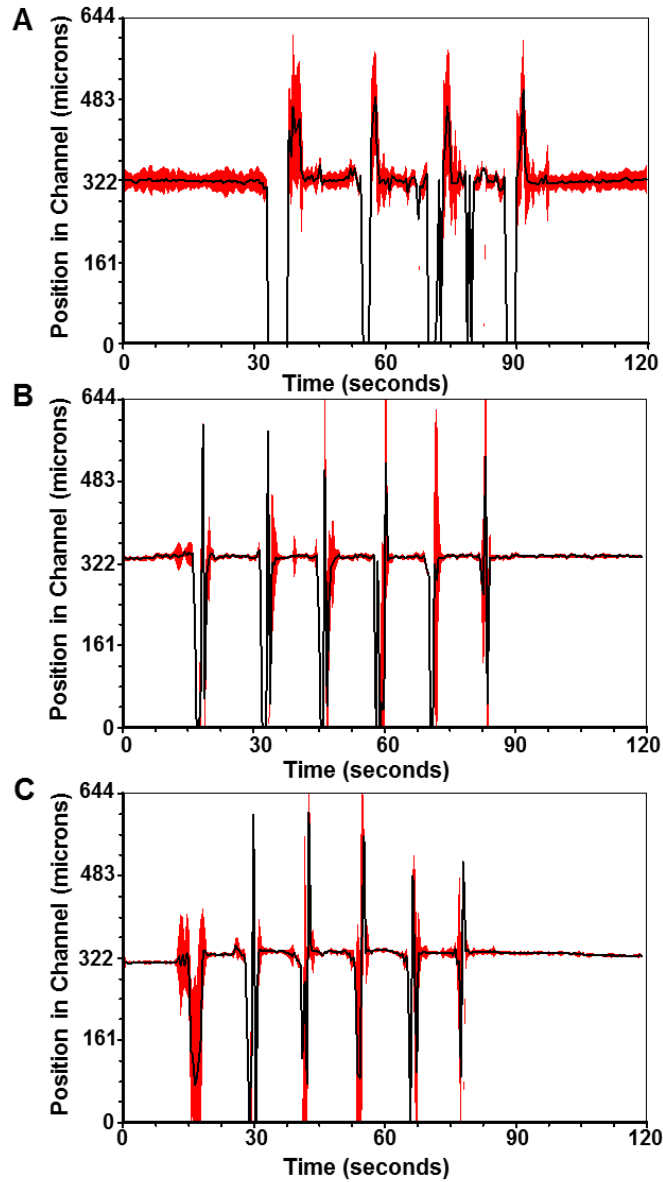 A
Position in Channel (microns)
644
483
322
161
0
0 30 60 90 120
Time (seconds)
B
Position in Channel (microns)
644
483
322
161
0
0 30 60 90 120
Time (seconds)
C
Position in Channel (microns)
644
483
322
161
0
0 30 60 90 120
Time (seconds)